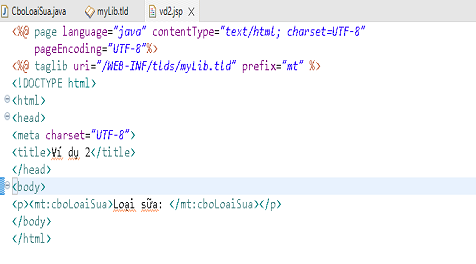 CboLoaiSua.java myLib.tld vd2.jsp
<%@ page language="java" contentType="text/html; charset=UTF-8"
pageEncoding="UTF-8"%>
<%@ taglib uri="/WEB-INF/tlds/myLib.tld" prefix="mt" %>
<!DOCTYPE html>
<html>
<head>
<meta charset="UTF-8">
<title>Ví dụ 2</title>
</head>
<body>
<p><mt:cboLoaiSua>Loại sữa: </mt:cboLoaiSua></p>
</body>
</html>